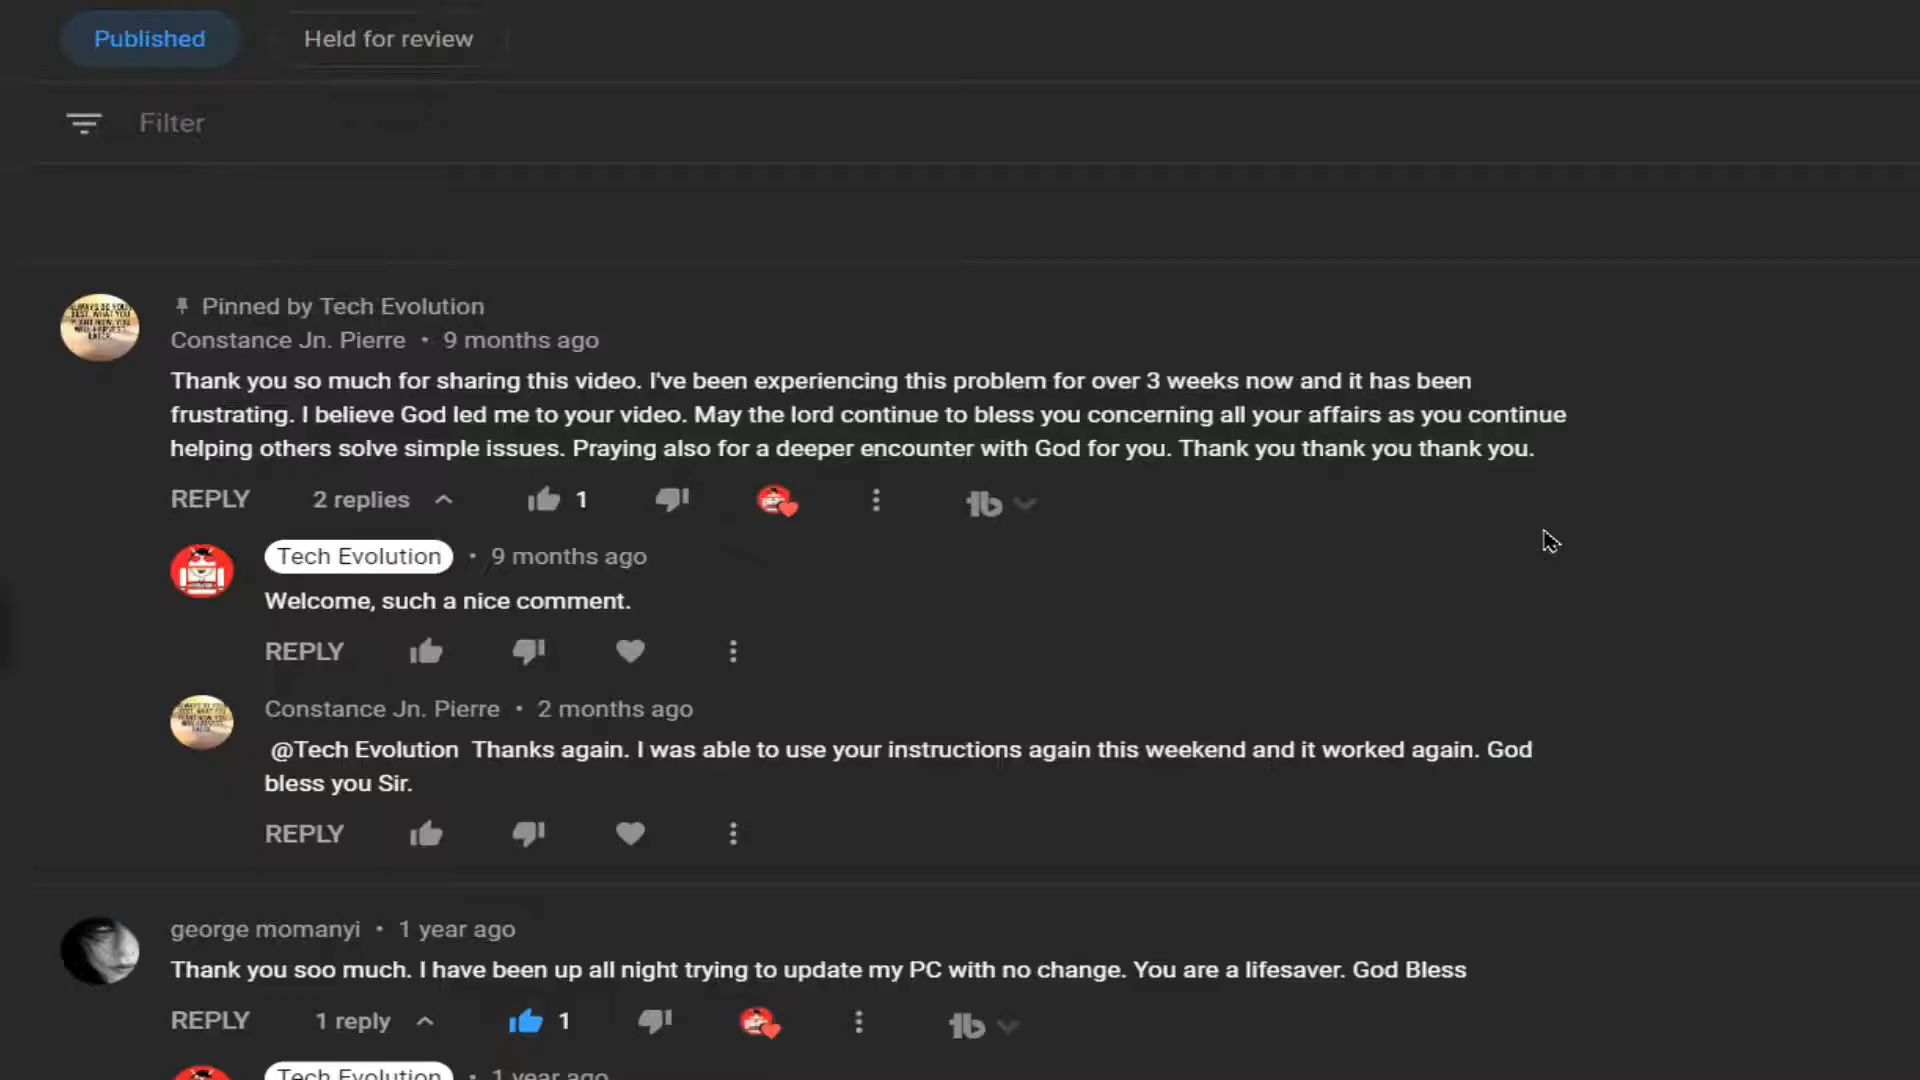 Published
Held for review
Filter
Pinned by Tech Evolution
Constance Jn. Pierre • 9 months ago
Thank you so much for sharing this video. I've been experiencing this problem for over 3 weeks now and it has been
frustrating. I believe God led me to your video. May the lord continue to bless you concerning all your affairs as you continue
helping others solve simple issues. Praying also for a deeper encounter with God for you. Thank you thank you thank you.
REPLY 2 replies 1
Tech Evolution • 9 months ago
Welcome, such a nice comment.
REPLY
Constance Jn. Pierre • 2 months ago
@Tech Evolution Thanks again. I was able to use your instructions again this weekend and it worked again. God
bless you Sir.
REPLY
george momanyi • 1 year ago
Thank you soo much. I have been up all night trying to update my PC with no change. You are a lifesaver. God Bless
REPLY 1 reply 1
Tech Evolution • 1 year ago